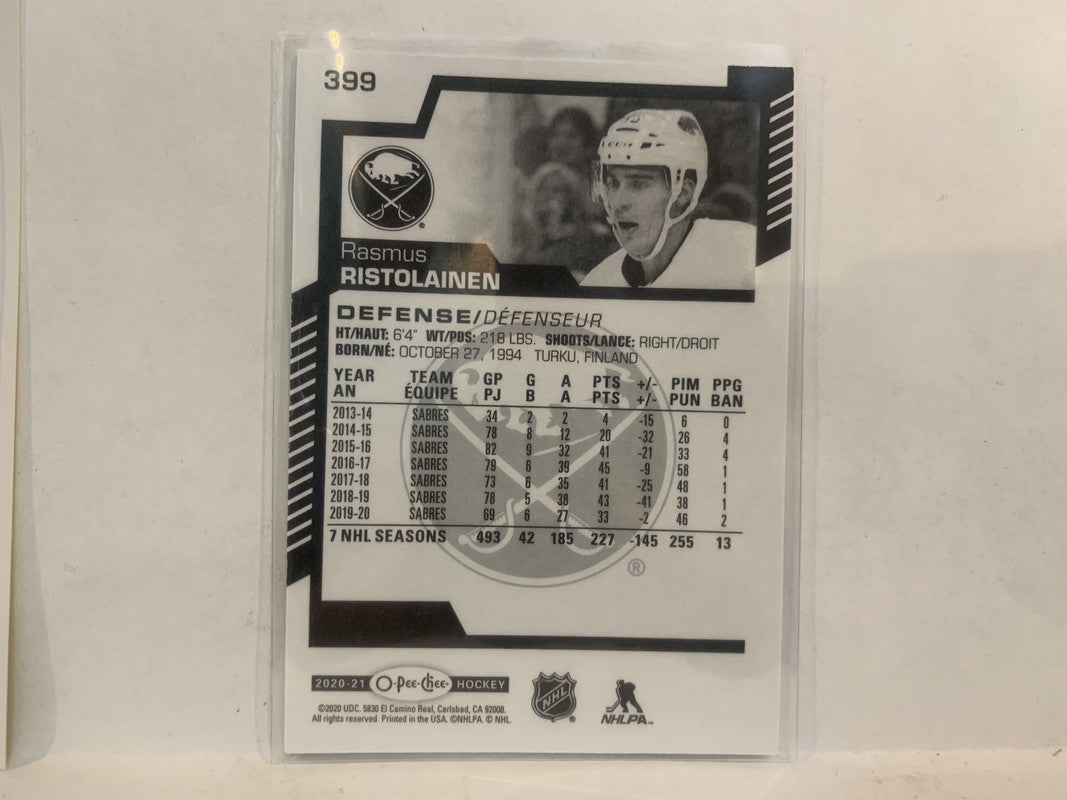 399
Rasmus
RISTOLAINEN
DEFENSE/DÉFENSEUR
HT/HAUT: 6'4" WT/PDS: 218 LBS. SHOOTS/LANCE: RIGHT/DROIT
BORN/NÉ: OCTOBER 27, 1994 TURKU, FINLAND
YEAR TEAM GP G A PTS +/- PIM PPG
AN ÉQUIPE PJ B A PTS +/- PUN BAN
2013-14 SABRES 34 2 2 4 -15 6 0
2014-15 SABRES 78 8 12 20 -32 26 4
2015-16 SABRES 82 9 32 41 -21 33 4
2016-17 SABRES 79 6 39 45 -9 58 1
2017-18 SABRES 73 6 35 41 -25 48 1
2018-19 SABRES 78 5 38 43 -41 38 1
2019-20 SABRES 69 6 27 33 -2 46 2
7 NHL SEASONS 493 42 185 227 -145 255 13
®
2020-21 O-Pee-Chee HOCKEY
©2020 UDC. 5830 El Camino Real, Carlsbad, CA 92008.
All rights reserved. Printed in the USA. ©NHLPA. © NHL.
NHL
NHLPA™